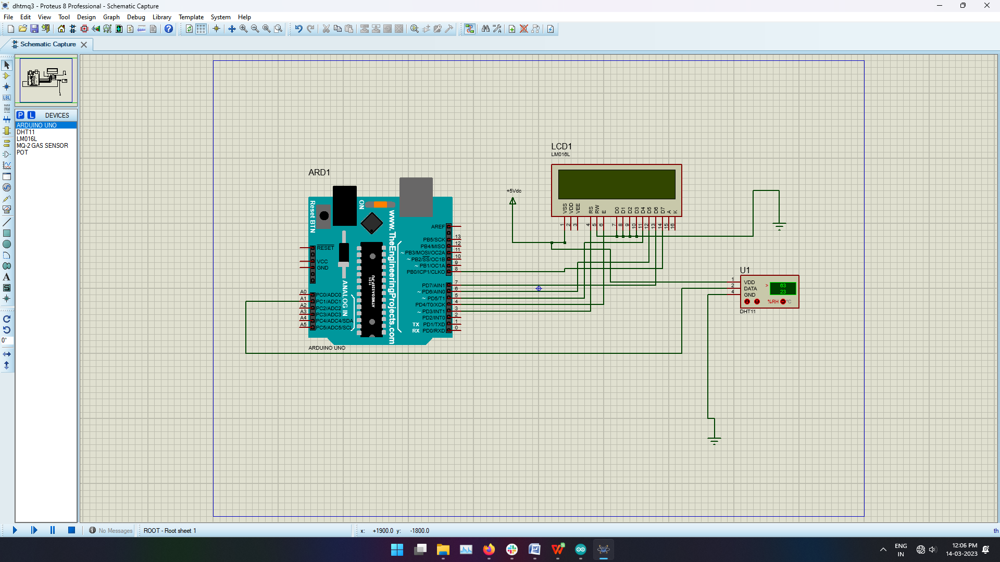 dhtmq3 - Proteus 8 Professional - Schematic Capture
File Edit View Tool Design Graph Debug Library Template System Help
Schematic Capture
P L DEVICES
ARDUINO UNO
DHT11
LM016L
MQ-2 GAS SENSOR
POT
LBL
A
S
0°
LCD1
LM016L
VSS
VDD
VEE
RS
RW
E
D0
D1
D2
D3
D4
D5
D6
D7
A
K
1
2
3
4
5
6
7
8
9
10
11
12
13
14
15
16
+5Vdc
ARD1
Reset BTN
ON
www.TheEngineeringProjects.com
ANALOG IN
ATMEGA328P-PU
1121
RESET
VCC
GND
A0 PC0/ADC0
A1 PC1/ADC1
A2 PC2/ADC2
A3 PC3/ADC3
A4 PC4/ADC4/SDA
A5 PC5/ADC5/SCL
AREF
PB5/SCK 13
PB4/MISO 12
~ PB3/MOSI/OC2A 11
~ PB2/SS/OC1B 10
~ PB1/OC1A 9
PB0/ICP1/CLKO 8
PD7/AIN1 7
~ PD6/AIN0 6
~ PD5/T1 5
PD4/T0/XCK 4
~ PD3/INT1 3
PD2/INT0 2
TX PD1/TXD 1
RX PD0/RXD 0
ARDUINO UNO
U1
1 VDD
2 DATA
4 GND
> 63
23
%RH °C
DHT11
No Messages
ROOT - Root sheet 1
x: +1900.0 y: -1800.0
th
ENG
IN
12:06 PM
14-03-2023